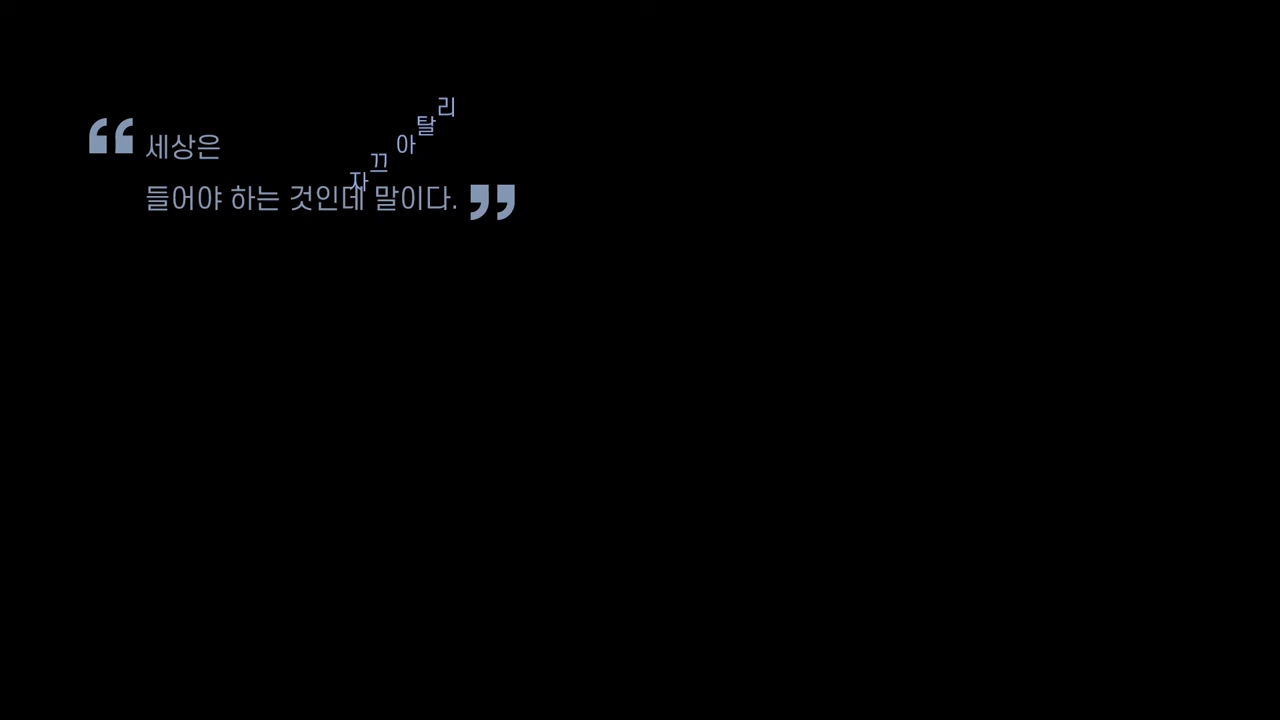 “ 세상은
자끄 아탈리
들어야 하는 것인데 말이다. ”